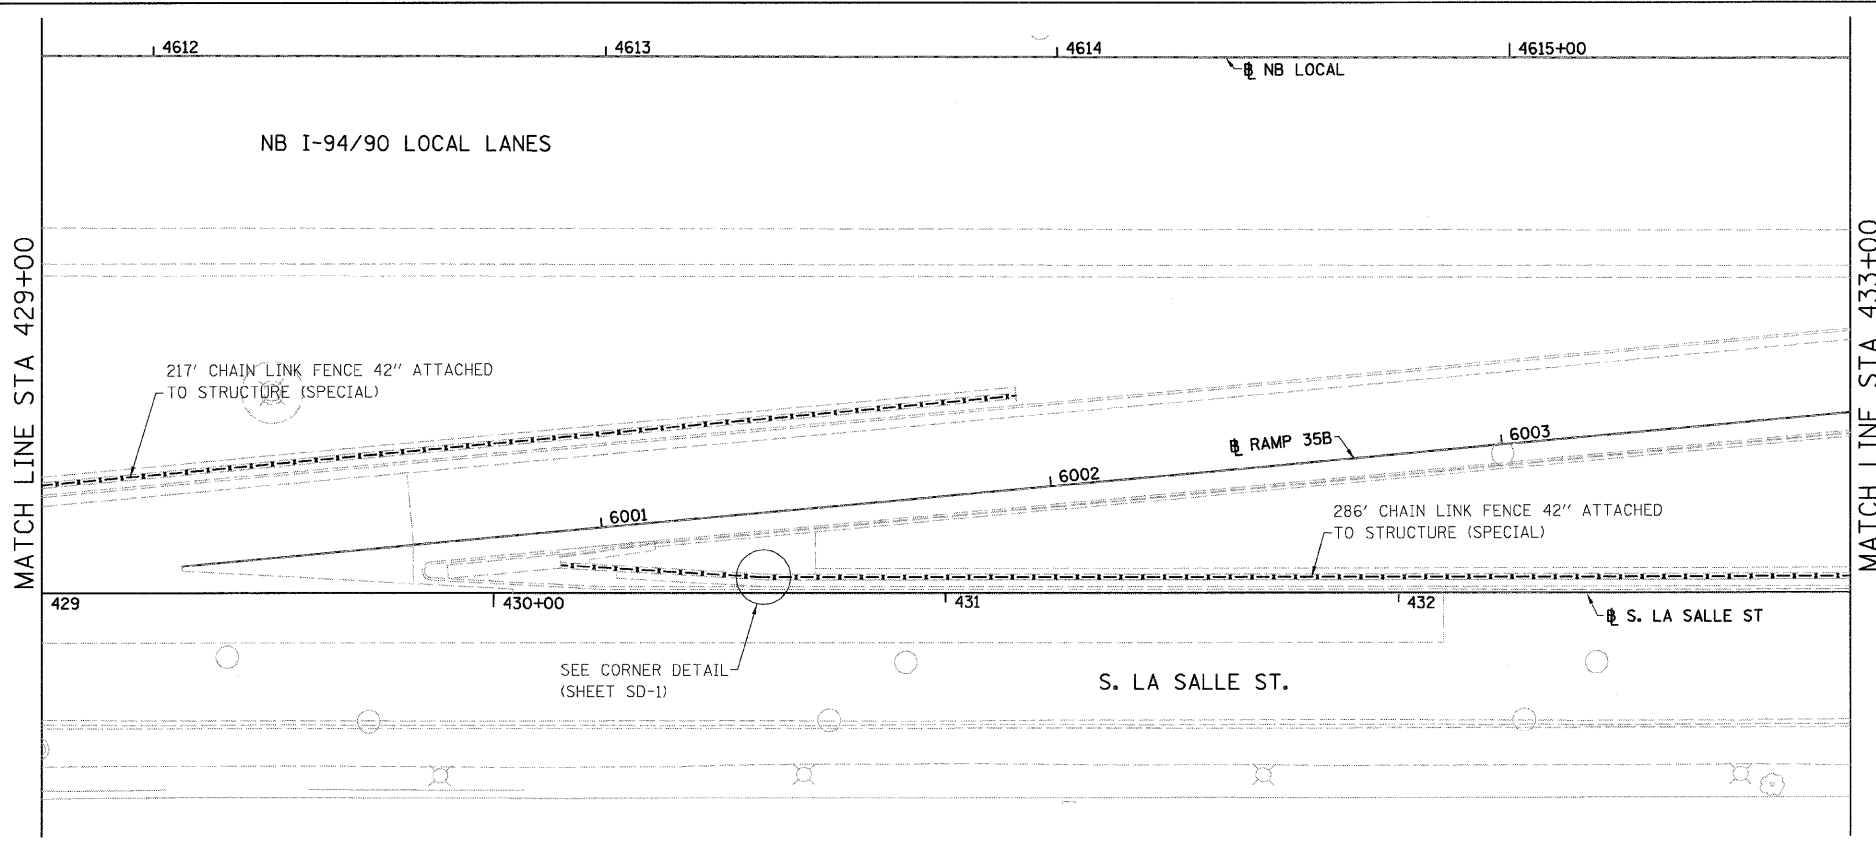 4612
4613
4614
4615+00
℄ NB LOCAL
NB I-94/90 LOCAL LANES
MATCH LINE STA 429+00
MATCH LINE STA 433+00
217' CHAIN LINK FENCE 42" ATTACHED
TO STRUCTURE (SPECIAL)
℄ RAMP 35B
6003
6002
6001
286' CHAIN LINK FENCE 42" ATTACHED
TO STRUCTURE (SPECIAL)
429
430+00
431
432
℄ S. LA SALLE ST
SEE CORNER DETAIL
(SHEET SD-1)
S. LA SALLE ST.